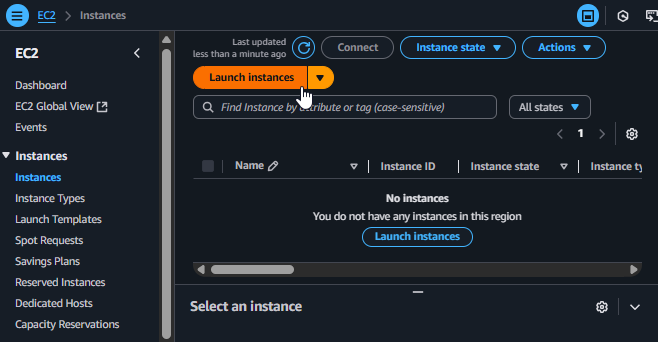 EC2 > Instances
EC2
Dashboard
EC2 Global View
Events
Instances
Instances
Instance Types
Launch Templates
Spot Requests
Savings Plans
Reserved Instances
Dedicated Hosts
Capacity Reservations
Last updated
less than a minute ago
Connect
Instance state
Actions
Launch instances
Find Instance by attribute or tag (case-sensitive)
All states
1
Name
Instance ID
Instance state
Instance ty
No instances
You do not have any instances in this region
Launch instances
Select an instance